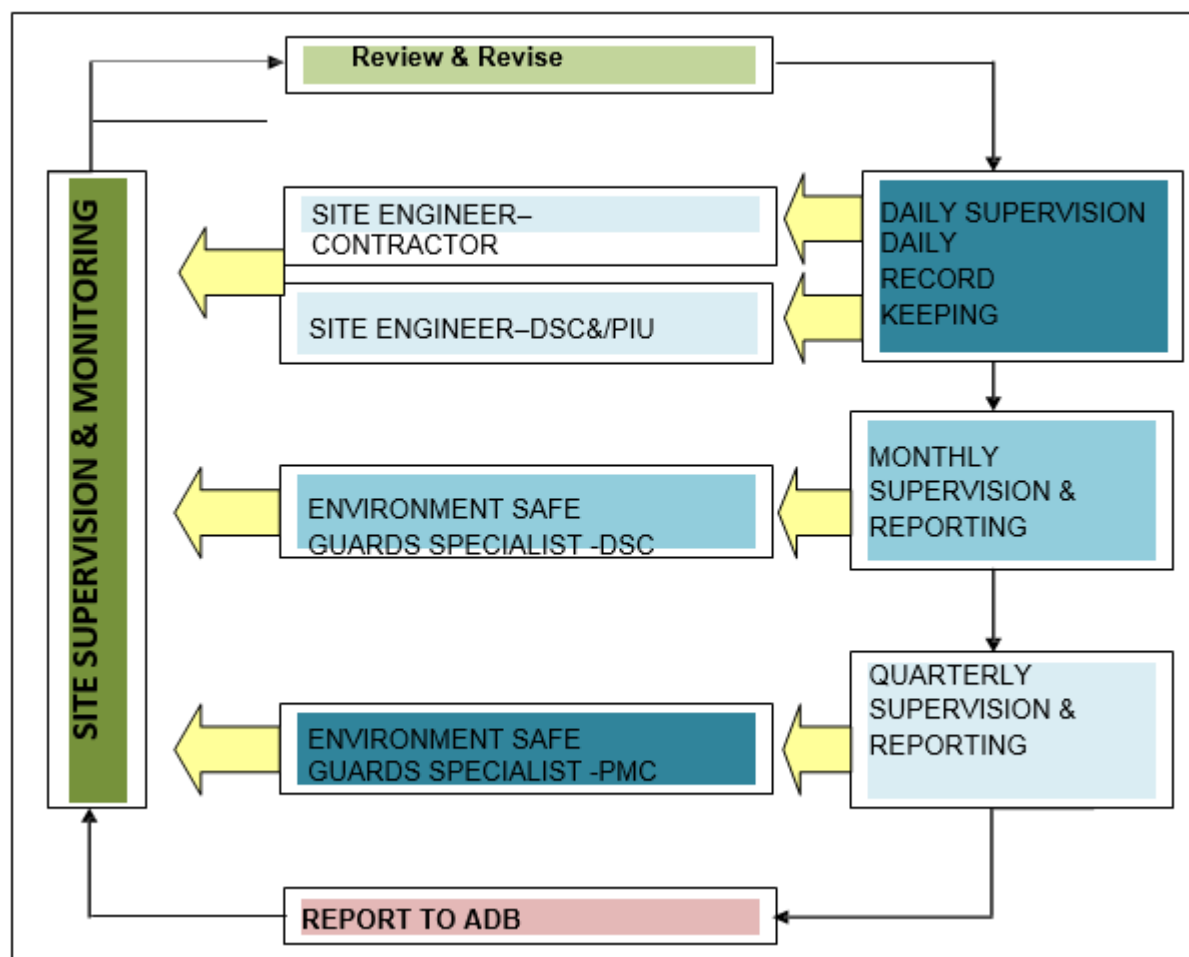 Review & Revise
SITE SUPERVISION & MONITORING
SITE ENGINEER–
CONTRACTOR
SITE ENGINEER–DSC&/PIU
DAILY SUPERVISION
DAILY
RECORD
KEEPING
ENVIRONMENT SAFE
GUARDS SPECIALIST -DSC
MONTHLY
SUPERVISION &
REPORTING
ENVIRONMENT SAFE
GUARDS SPECIALIST -PMC
QUARTERLY
SUPERVISION &
REPORTING
REPORT TO ADB